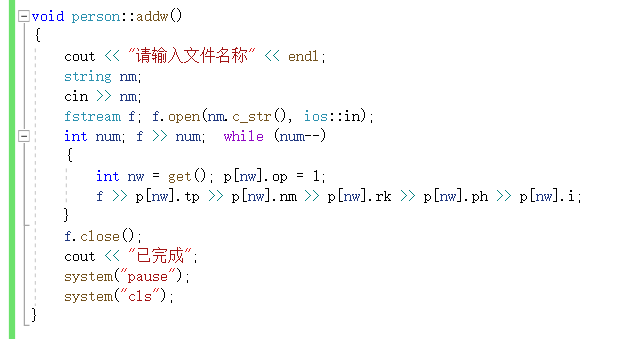 void person::addw()
{
cout << "请输入文件名称" << endl;
string nm;
cin >> nm;
fstream f; f.open(nm.c_str(), ios::in);
int num; f >> num;  while (num--)
{
int nw = get(); p[nw].op = 1;
f >> p[nw].tp >> p[nw].nm >> p[nw].rk >> p[nw].ph >> p[nw].i;
}
f.close();
cout << "已完成";
system("pause");
system("cls");
}